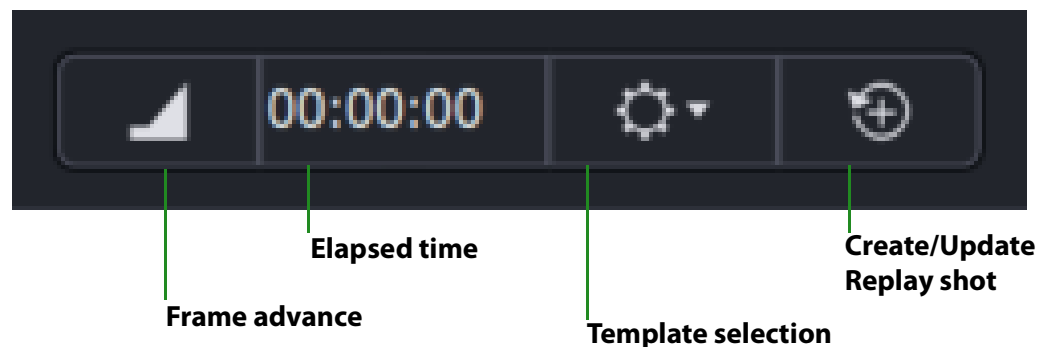 00:00:00
Elapsed time
Create/Update
Replay shot
Frame advance
Template selection